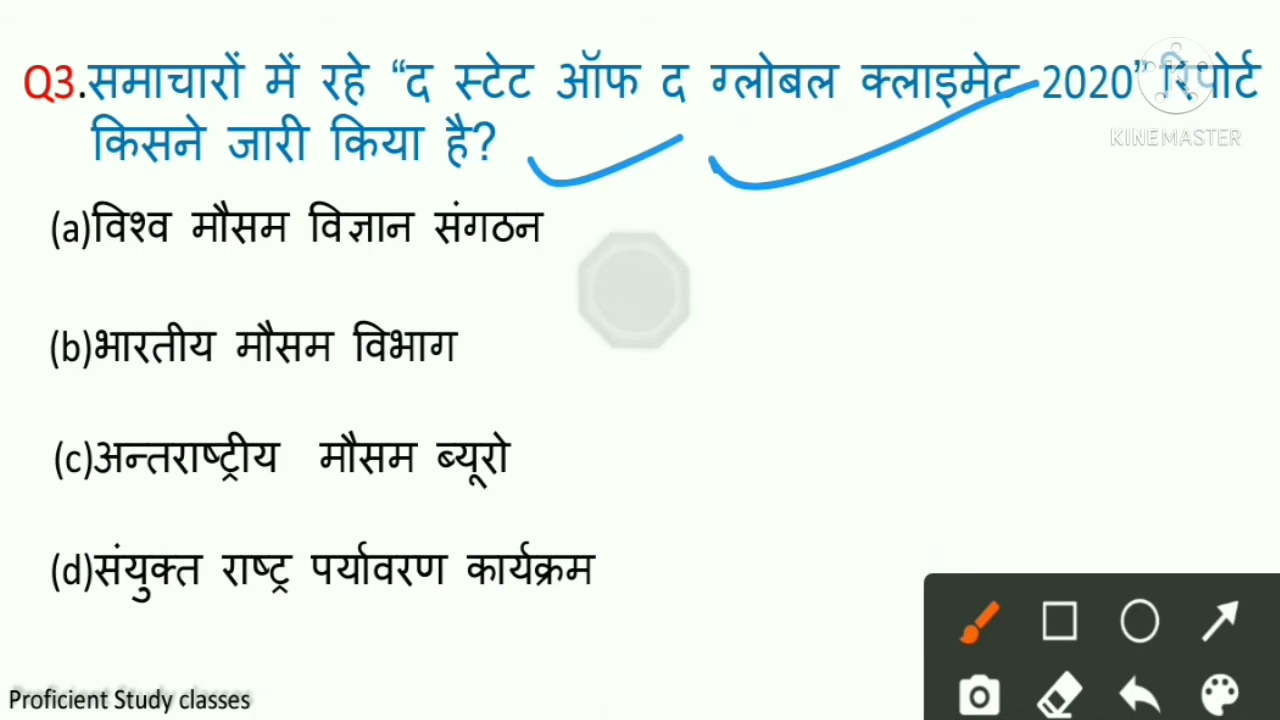 Q3.समाचारों में रहे “द स्टेट ऑफ द ग्लोबल क्लाइमेट 2020” रिपोर्ट
किसने जारी किया है?
KINEMASTER
(a)विश्व मौसम विज्ञान संगठन
(b)भारतीय मौसम विभाग
(c)अन्तराष्ट्रीय मौसम ब्यूरो
(d)संयुक्त राष्ट्र पर्यावरण कार्यक्रम
Proficient Study classes